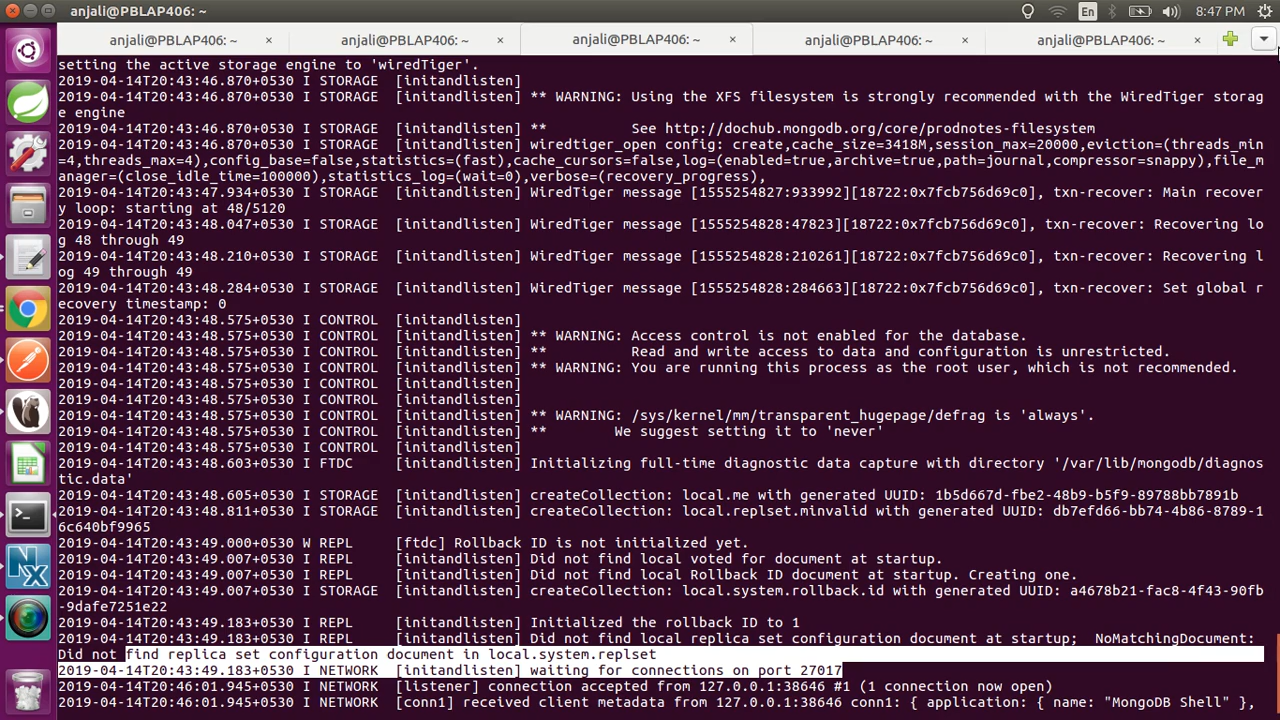 anjali@PBLAP406: ~
En
8:47 PM
anjali@PBLAP406: ~ ×
anjali@PBLAP406: ~ ×
anjali@PBLAP406: ~ ×
anjali@PBLAP406: ~ ×
anjali@PBLAP406: ~ ×
setting the active storage engine to 'wiredTiger'.
2019-04-14T20:43:46.870+0530 I STORAGE  [initandlisten]
2019-04-14T20:43:46.870+0530 I STORAGE  [initandlisten] ** WARNING: Using the XFS filesystem is strongly recommended with the WiredTiger storag
e engine
2019-04-14T20:43:46.870+0530 I STORAGE  [initandlisten] **          See http://dochub.mongodb.org/core/prodnotes-filesystem
2019-04-14T20:43:46.870+0530 I STORAGE  [initandlisten] wiredtiger_open config: create,cache_size=3418M,session_max=20000,eviction=(threads_min
=4,threads_max=4),config_base=false,statistics=(fast),cache_cursors=false,log=(enabled=true,archive=true,path=journal,compressor=snappy),file_m
anager=(close_idle_time=100000),statistics_log=(wait=0),verbose=(recovery_progress),
2019-04-14T20:43:47.934+0530 I STORAGE  [initandlisten] WiredTiger message [1555254827:933992][18722:0x7fcb756d69c0], txn-recover: Main recover
y loop: starting at 48/5120
2019-04-14T20:43:48.047+0530 I STORAGE  [initandlisten] WiredTiger message [1555254828:47823][18722:0x7fcb756d69c0], txn-recover: Recovering lo
g 48 through 49
2019-04-14T20:43:48.210+0530 I STORAGE  [initandlisten] WiredTiger message [1555254828:210261][18722:0x7fcb756d69c0], txn-recover: Recovering l
og 49 through 49
2019-04-14T20:43:48.284+0530 I STORAGE  [initandlisten] WiredTiger message [1555254828:284663][18722:0x7fcb756d69c0], txn-recover: Set global r
ecovery timestamp: 0
2019-04-14T20:43:48.575+0530 I CONTROL  [initandlisten]
2019-04-14T20:43:48.575+0530 I CONTROL  [initandlisten] ** WARNING: Access control is not enabled for the database.
2019-04-14T20:43:48.575+0530 I CONTROL  [initandlisten] **          Read and write access to data and configuration is unrestricted.
2019-04-14T20:43:48.575+0530 I CONTROL  [initandlisten] ** WARNING: You are running this process as the root user, which is not recommended.
2019-04-14T20:43:48.575+0530 I CONTROL  [initandlisten]
2019-04-14T20:43:48.575+0530 I CONTROL  [initandlisten]
2019-04-14T20:43:48.575+0530 I CONTROL  [initandlisten] ** WARNING: /sys/kernel/mm/transparent_hugepage/defrag is 'always'.
2019-04-14T20:43:48.575+0530 I CONTROL  [initandlisten] **        We suggest setting it to 'never'
2019-04-14T20:43:48.575+0530 I CONTROL  [initandlisten]
2019-04-14T20:43:48.603+0530 I FTDC     [initandlisten] Initializing full-time diagnostic data capture with directory '/var/lib/mongodb/diagnos
tic.data'
2019-04-14T20:43:48.605+0530 I STORAGE  [initandlisten] createCollection: local.me with generated UUID: 1b5d667d-fbe2-48b9-b5f9-89788bb7891b
2019-04-14T20:43:48.811+0530 I STORAGE  [initandlisten] createCollection: local.replset.minvalid with generated UUID: db7efd66-bb74-4b86-8789-1
6c640bf9965
2019-04-14T20:43:49.000+0530 W REPL     [ftdc] Rollback ID is not initialized yet.
2019-04-14T20:43:49.007+0530 I REPL     [initandlisten] Did not find local voted for document at startup.
2019-04-14T20:43:49.007+0530 I REPL     [initandlisten] Did not find local Rollback ID document at startup. Creating one.
2019-04-14T20:43:49.007+0530 I STORAGE  [initandlisten] createCollection: local.system.rollback.id with generated UUID: a4678b21-fac8-4f43-90fb
-9dafe7251e22
2019-04-14T20:43:49.183+0530 I REPL     [initandlisten] Initialized the rollback ID to 1
2019-04-14T20:43:49.183+0530 I REPL     [initandlisten] Did not find local replica set configuration document at startup;  NoMatchingDocument:
Did not find replica set configuration document in local.system.replset
2019-04-14T20:43:49.183+0530 I NETWORK  [initandlisten] waiting for connections on port 27017
2019-04-14T20:46:01.945+0530 I NETWORK  [listener] connection accepted from 127.0.0.1:38646 #1 (1 connection now open)
2019-04-14T20:46:01.945+0530 I NETWORK  [conn1] received client metadata from 127.0.0.1:38646 conn1: { application: { name: "MongoDB Shell" },